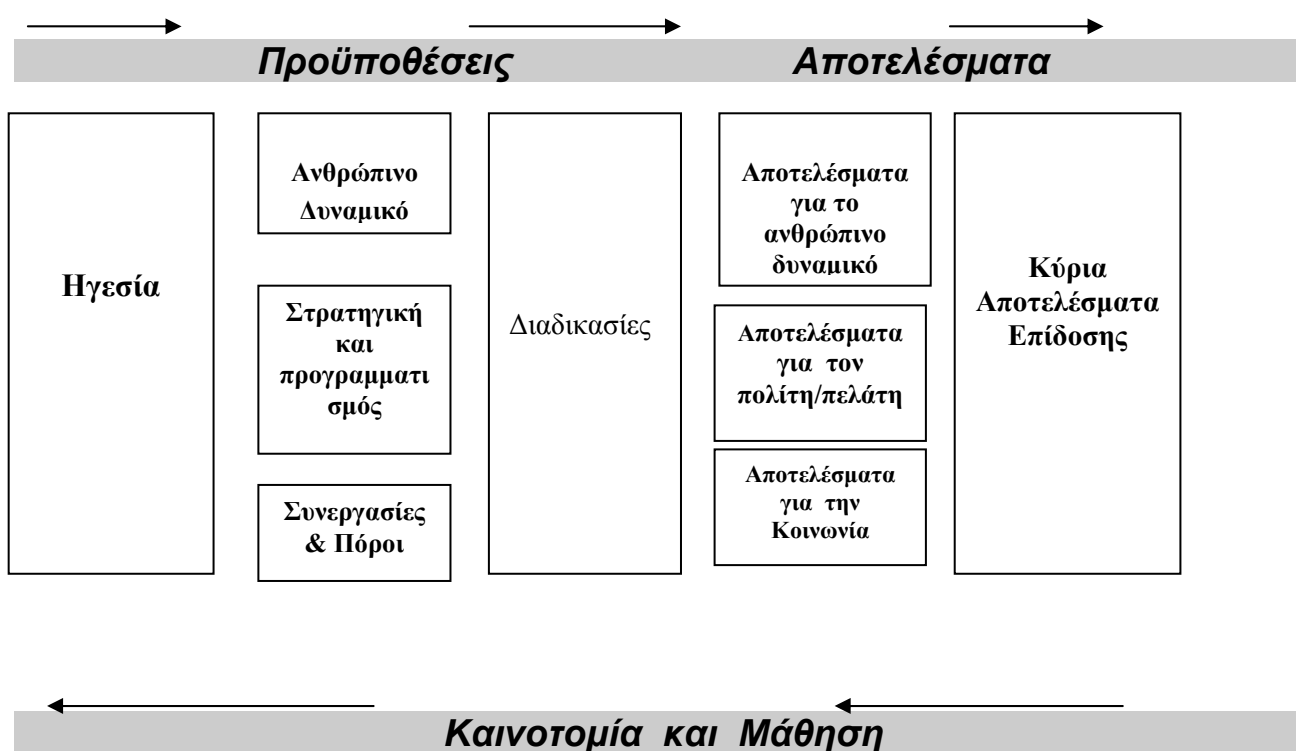 Προϋποθέσεις Αποτελέσματα
Ηγεσία
Ανθρώπινο
Δυναμικό
Στρατηγική
και
προγραμματι
σμός
Συνεργασίες
& Πόροι
Διαδικασίες
Αποτελέσματα
για το
ανθρώπινο
δυναμικό
Αποτελέσματα
για τον
πολίτη/πελάτη
Αποτελέσματα
για την
Κοινωνία
Κύρια
Αποτελέσματα
Επίδοσης
Καινοτομία και Μάθηση